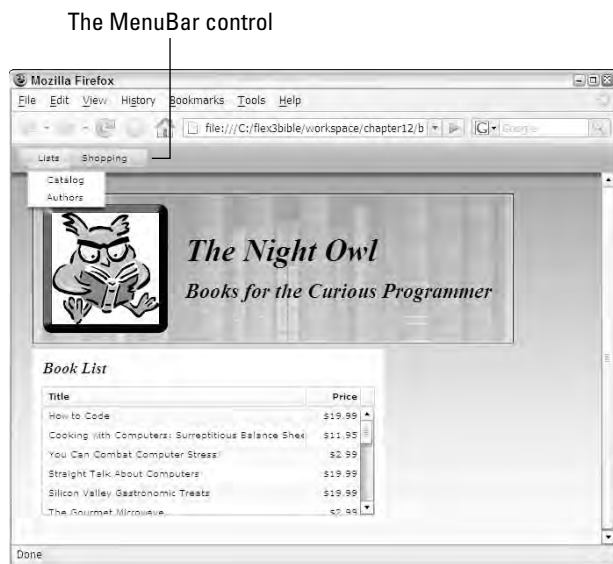 The MenuBar control
Mozilla Firefox
File Edit View History Bookmarks Tools Help
file:///C:/flex3bible/workspace/chapter12/b
G Google
Lists Shopping
Catalog
Authors
The Night Owl
Books for the Curious Programmer
Book List
Title Price
How to Code $19.99
Cooking with Computers: Surreptitious Balance Shee $11.95
You Can Combat Computer Stress! $2.99
Straight Talk About Computers $19.99
Silicon Valley Gastronomic Treats $19.99
The Gourmet Microwave $2.99
Done